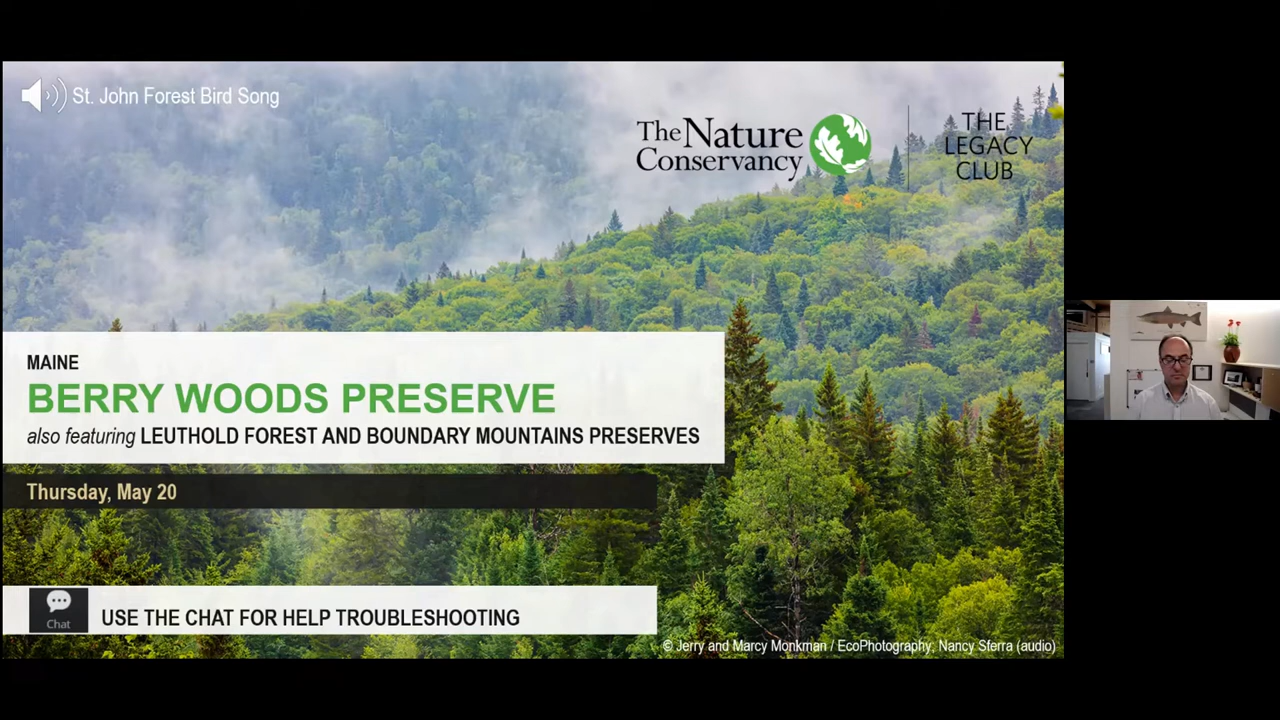 St. John Forest Bird Song
The Nature
Conservancy
THE
LEGACY
CLUB
MAINE
BERRY WOODS PRESERVE
also featuring LEUTHOLD FOREST AND BOUNDARY MOUNTAINS PRESERVES
Thursday, May 20
Chat
USE THE CHAT FOR HELP TROUBLESHOOTING
© Jerry and Marcy Monkman / EcoPhotography; Nancy Sferra (audio)